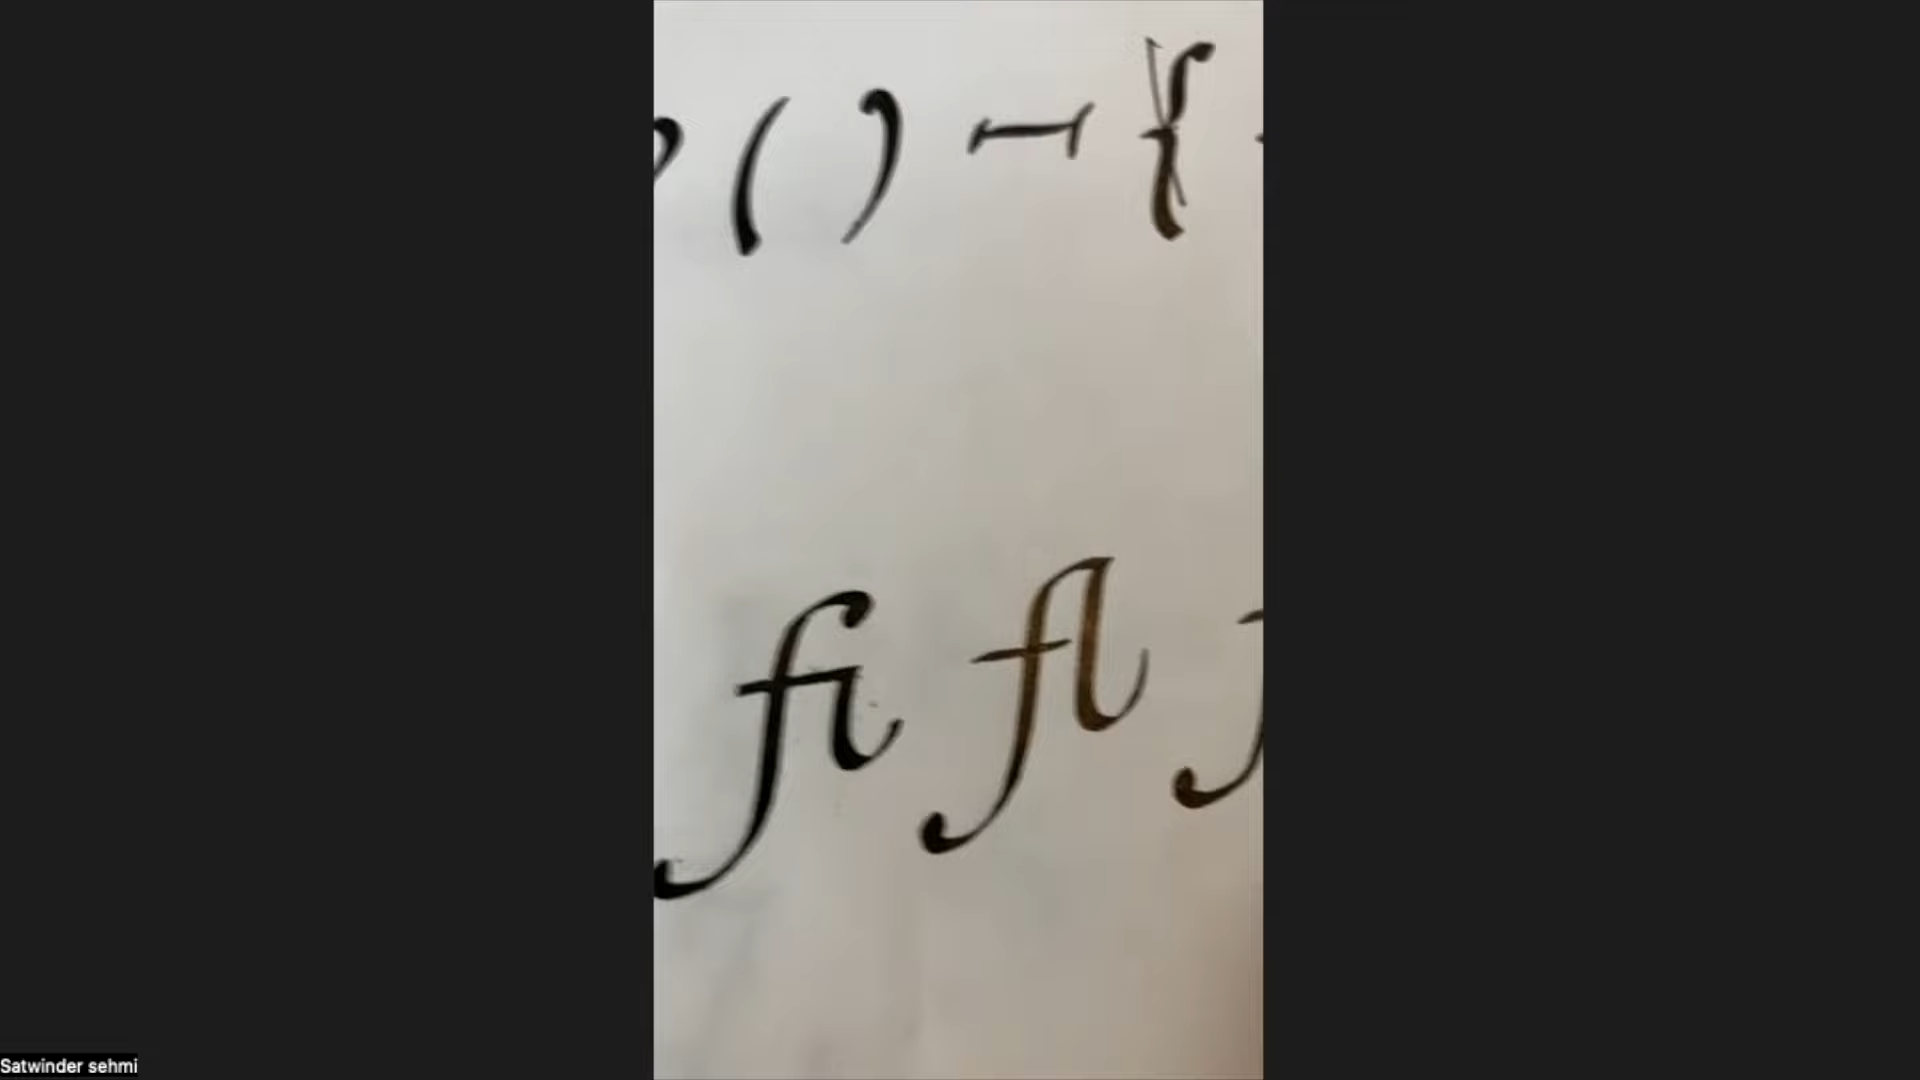 ( ) - {
fi fl
Satwinder sehmi